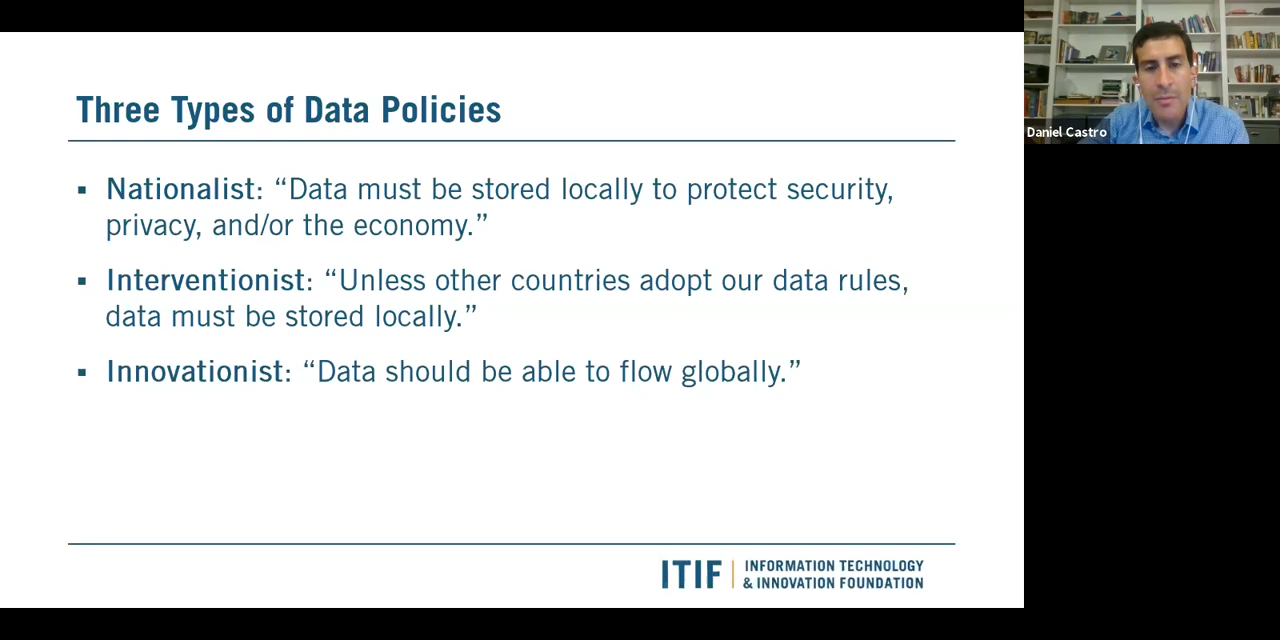 Three Types of Data Policies
▪ Nationalist: “Data must be stored locally to protect security,
privacy, and/or the economy.”
▪ Interventionist: “Unless other countries adopt our data rules,
data must be stored locally.”
▪ Innovationist: “Data should be able to flow globally.”
ITIF | INFORMATION TECHNOLOGY
& INNOVATION FOUNDATION
Daniel Castro